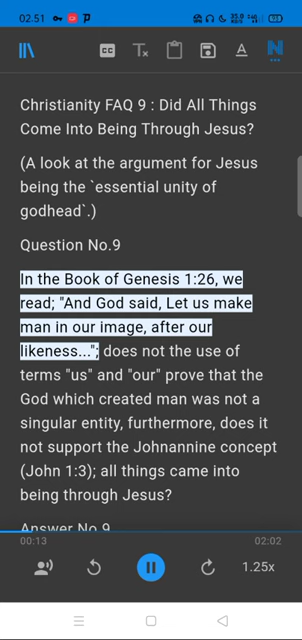 02.51
35.0
KB/S
CC
Christianity FAQ 9 : Did All Things
Come Into Being Through Jesus?
(A look at the argument for Jesus
being the `essential unity of
godhead`.)
Question No.9
In the Book of Genesis 1:26, we
read; "And God said, Let us make
man in our image, after our
likeness..."; does not the use of
terms "us" and "our" prove that the
God which created man was not a
singular entity, furthermore, does it
not support the Johnannine concept
(John 1:3); all things came into
being through Jesus?
Answer No.9
00:13
02:02
1.25x